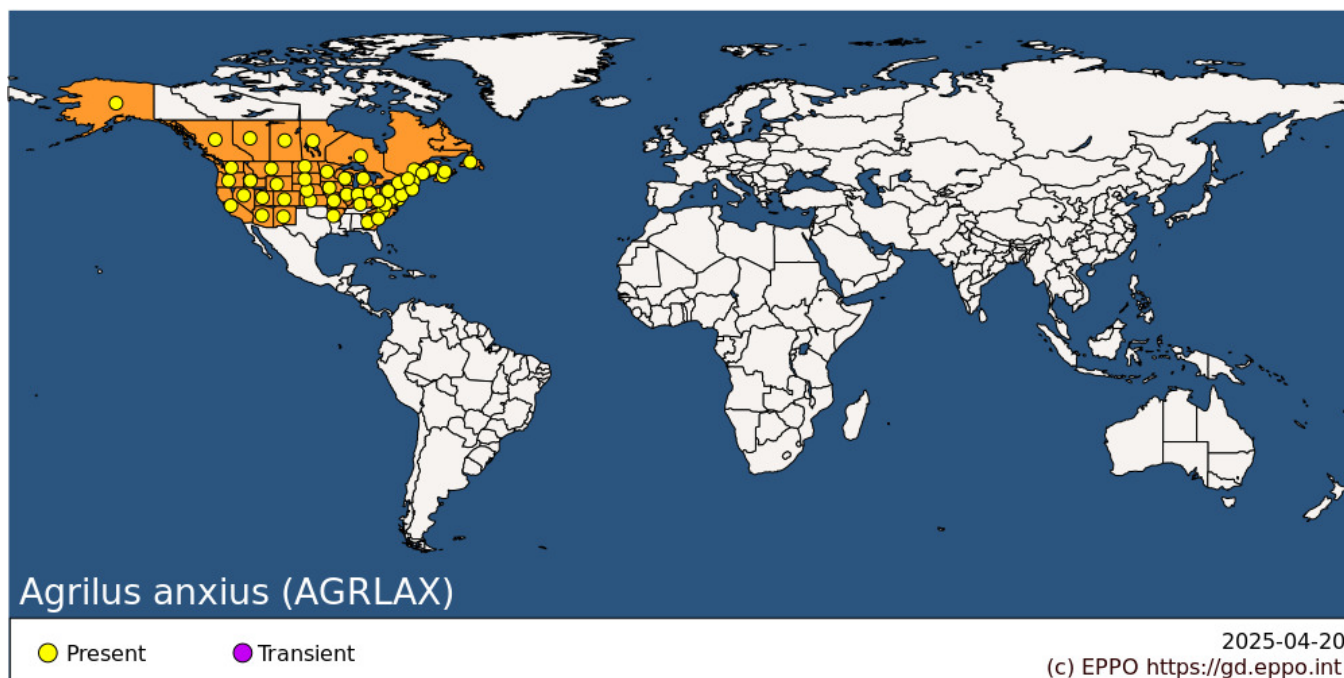 Agrilus anxius (AGRLAX)
Present
Transient
2025-04-20
(c) EPPO https://gd.eppo.int